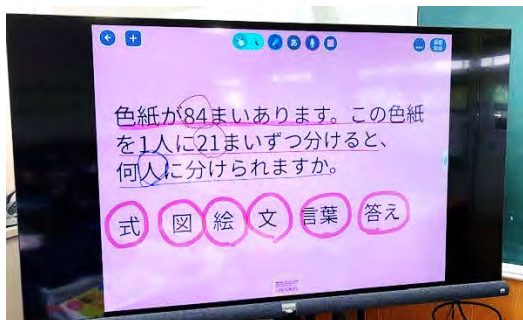 色紙が84まいあります。この色紙
を1人に21まいずつ分けると、
何人に分けられますか。
式 図 絵 文 言葉 答え